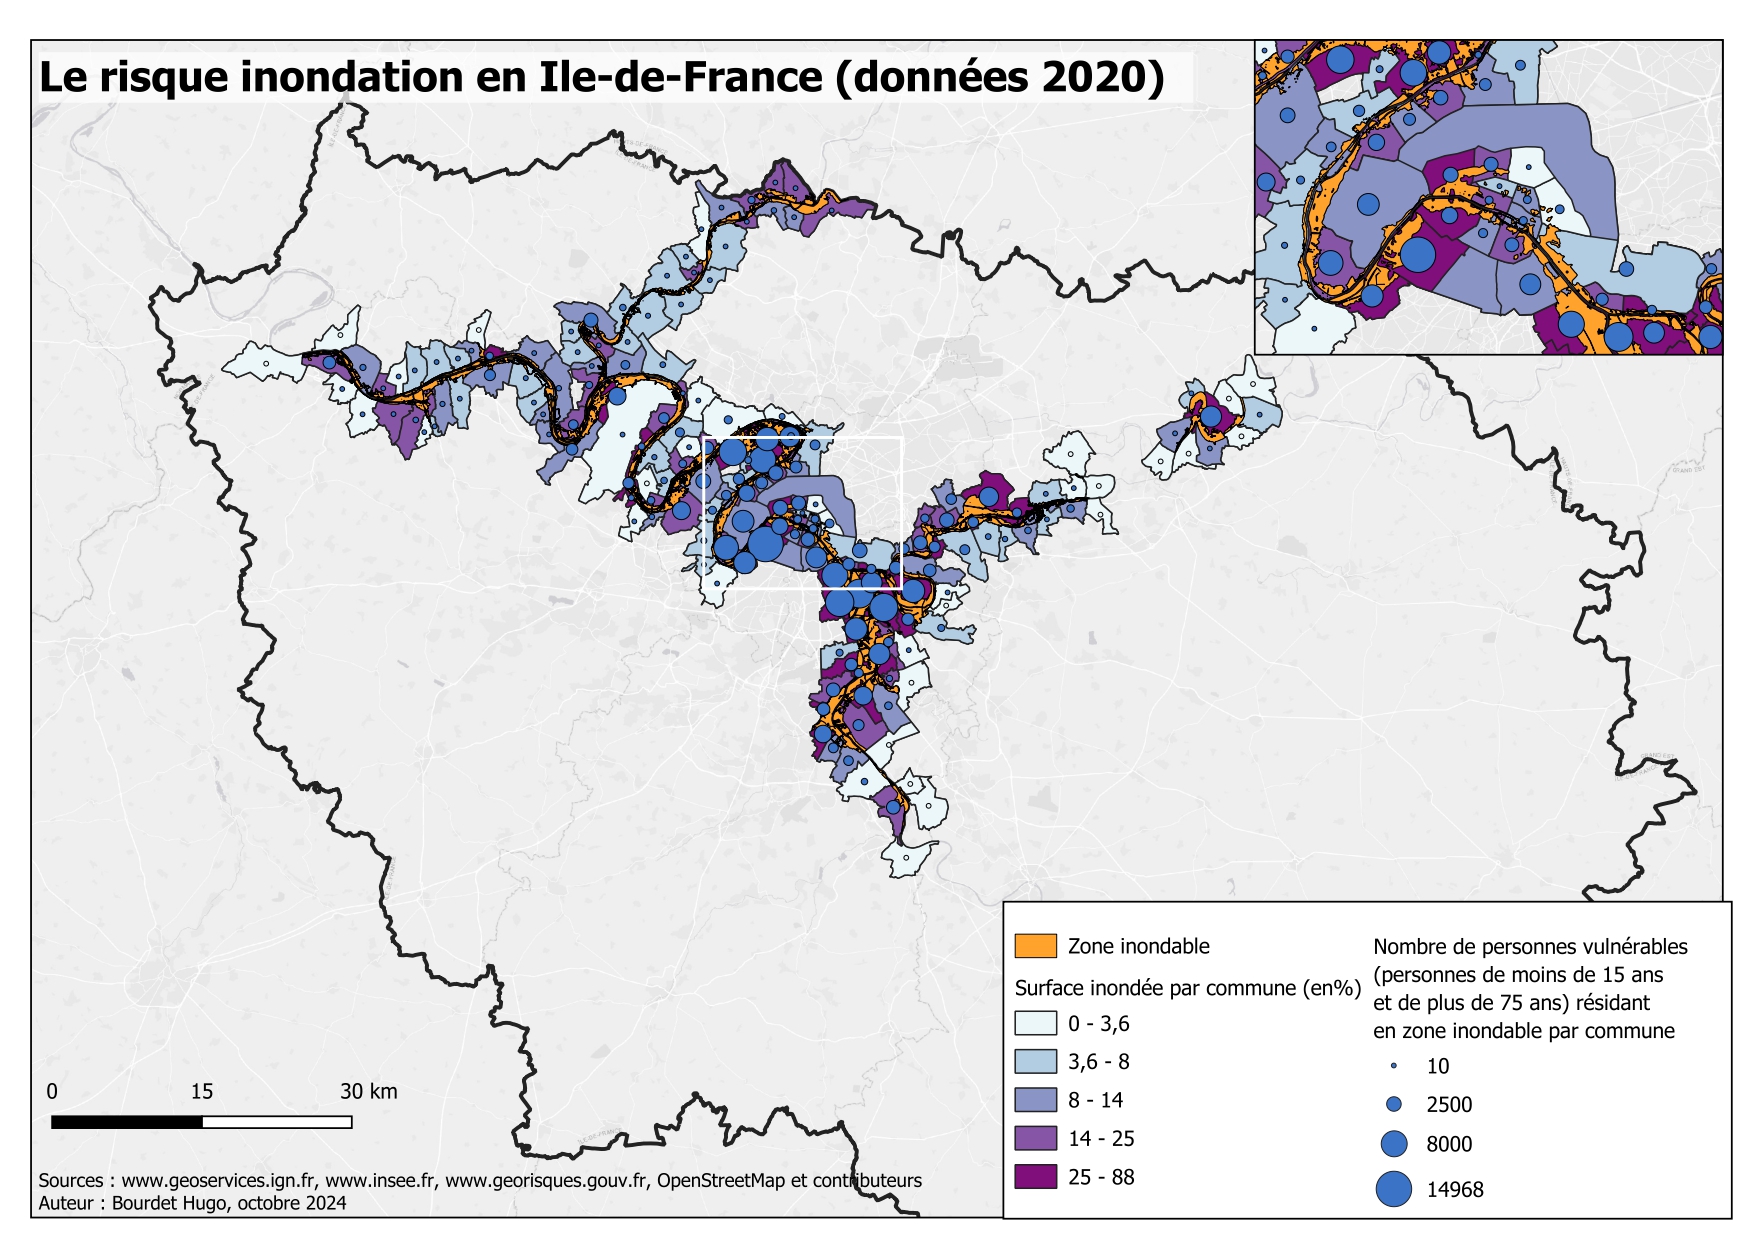 Le risque inondation en Ile-de-France (données 2020)
Zone inondable
Surface inondée par commune (en%)
0 - 3,6
3,6 - 8
8 - 14
14 - 25
25 - 88
Nombre de personnes vulnérables
(personnes de moins de 15 ans
et de plus de 75 ans) résidant
en zone inondable par commune
10
2500
8000
14968
0 15 30 km
Sources : www.geoservices.ign.fr, www.insee.fr, www.georisques.gouv.fr, OpenStreetMap et contributeurs
Auteur : Bourdet Hugo, octobre 2024